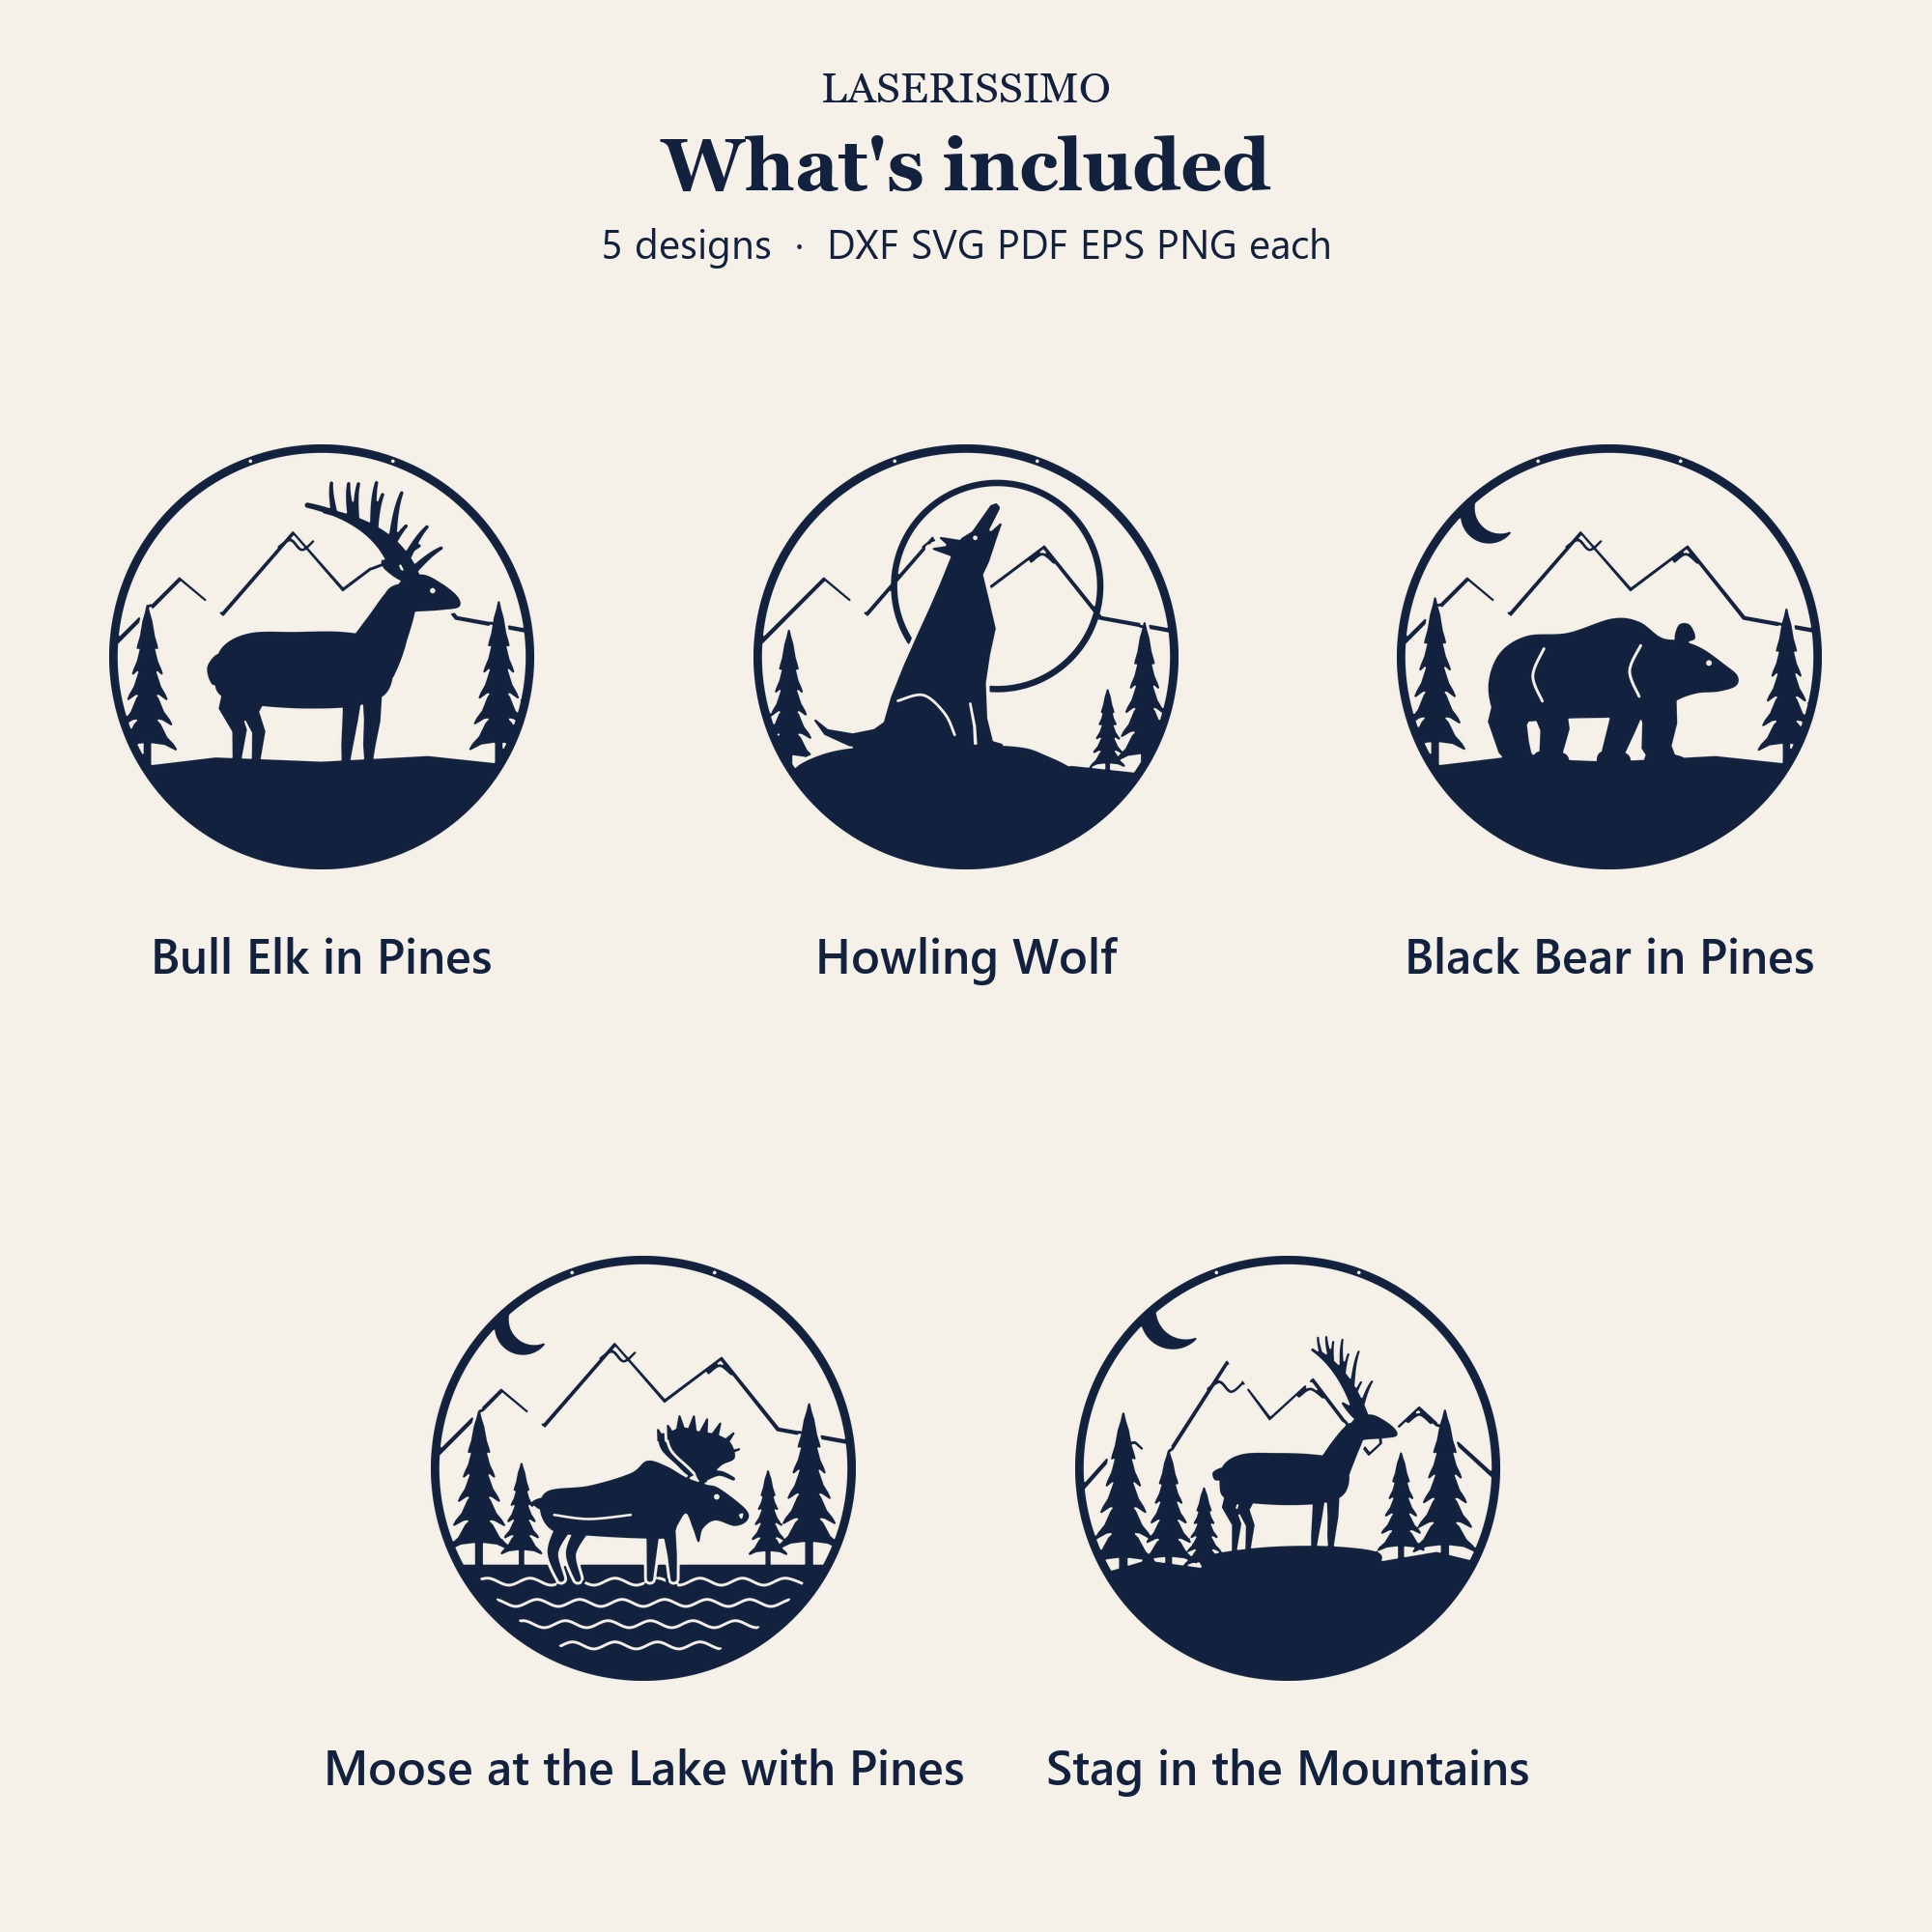 LASERISSIMO
What's included
5 designs · DXF SVG PDF EPS PNG each
Bull Elk in Pines
Howling Wolf
Black Bear in Pines
Moose at the Lake with Pines
Stag in the Mountains